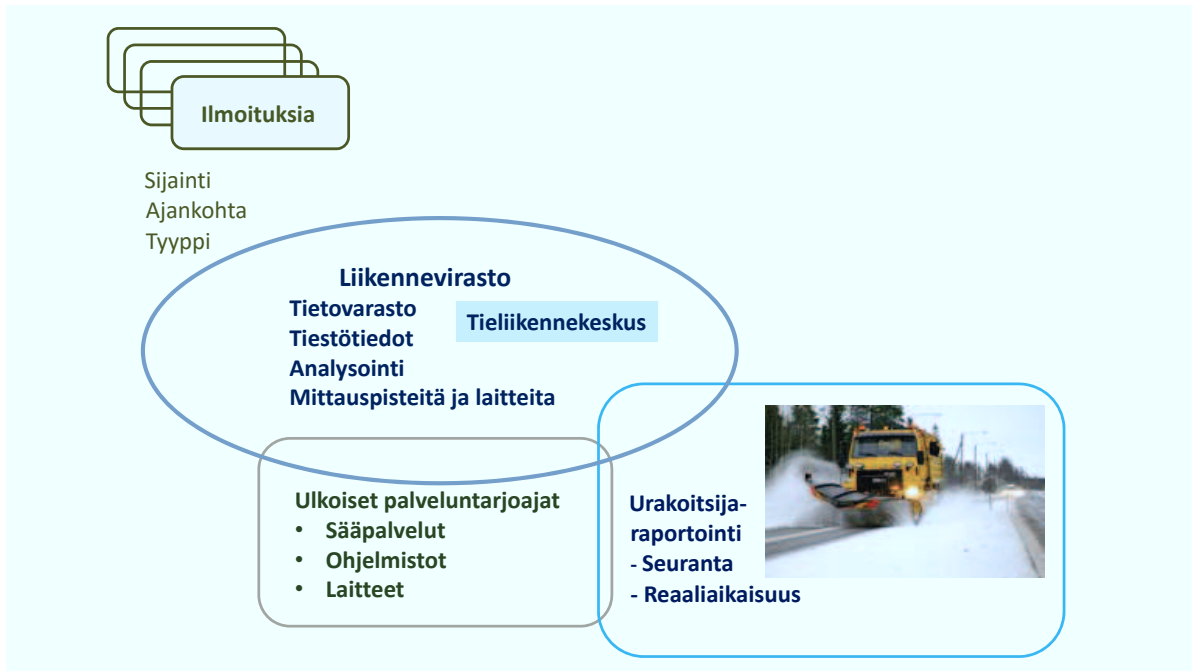 Ilmoituksia
Sijainti
Ajankohta
Tyyppi
Liikennevirasto
Tietovarasto
Tieliikennekeskus
Tiestötiedot
Analysointi
Mittauspisteitä ja laitteita
Ulkoiset palveluntarjoajat
• Sääpalvelut
• Ohjelmistot
• Laitteet
Urakoitsija-
raportointi
- Seuranta
- Reaaliaikaisuus